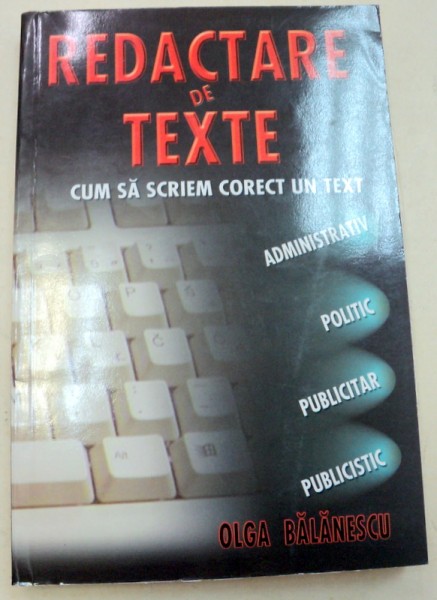 REDACTARE
DE
TEXTE
CUM SĂ SCRIEM CORECT UN TEXT
ADMINISTRATIV
POLITIC
PUBLICITAR
PUBLICISTIC
OLGA BĂLĂNESCU